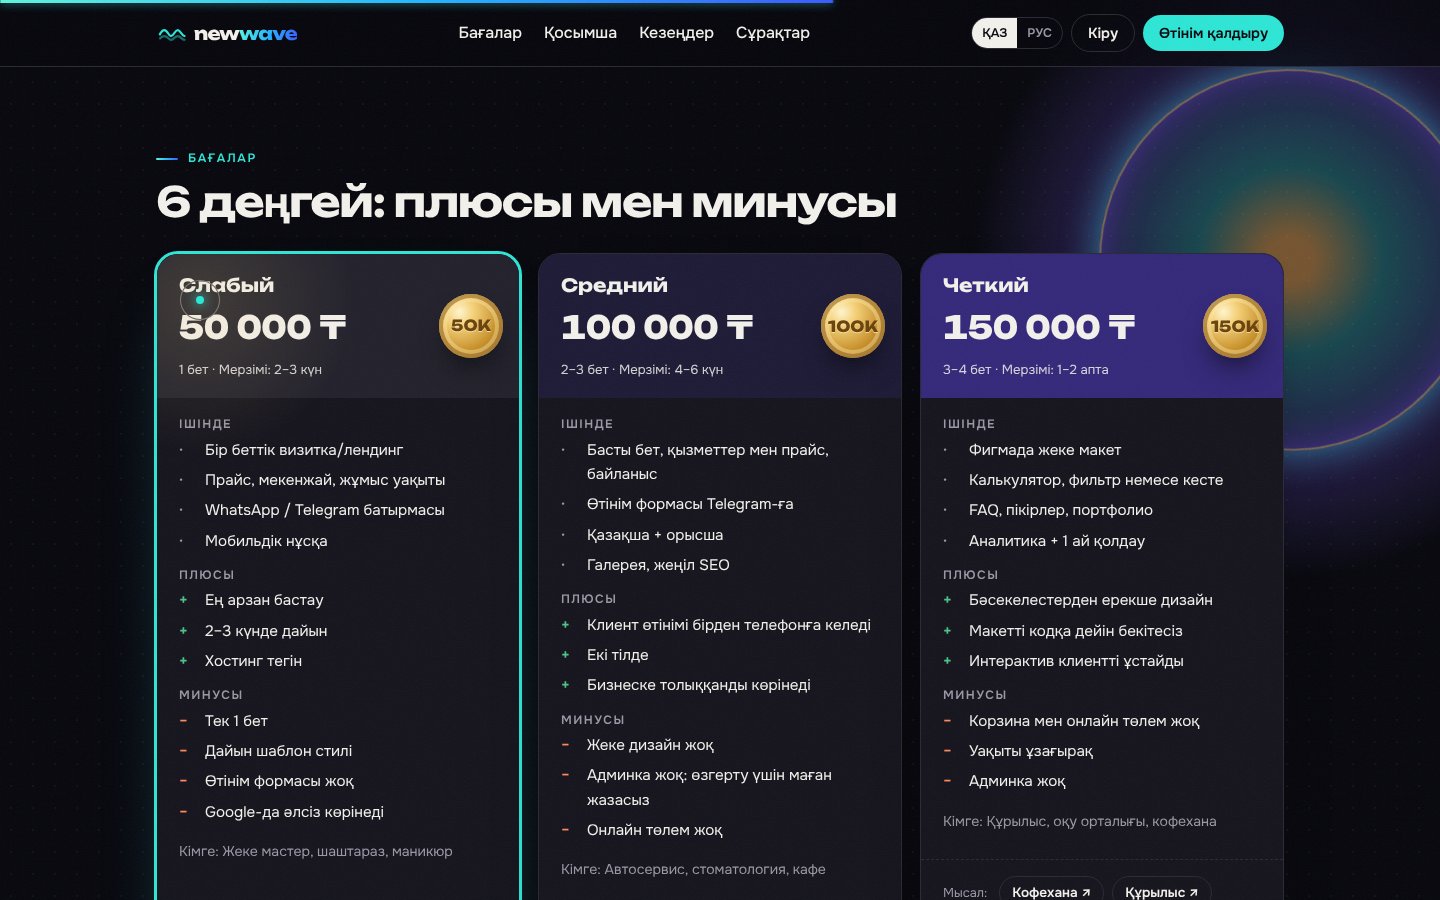 newwave
Бағалар Қосымша Кезеңдер Сұрақтар
ҚАЗ РУС Кіру Өтінім қалдыру
БАҒАЛАР
6 деңгей: плюсы мен минусы
Слабый
50 000 ₸
50K
1 бет · Мерзімі: 2–3 күн
ІШІНДЕ
· Бір беттік визитка/лендинг
· Прайс, мекенжай, жұмыс уақыты
· WhatsApp / Telegram батырмасы
· Мобильдік нұсқа
ПЛЮСЫ
+ Ең арзан бастау
+ 2–3 күнде дайын
+ Хостинг тегін
МИНУСЫ
– Тек 1 бет
– Дайын шаблон стилі
– Өтінім формасы жоқ
– Google-да әлсіз көрінеді
Кімге: Жеке мастер, шаштараз, маникюр
Средний
100 000 ₸
100K
2–3 бет · Мерзімі: 4–6 күн
ІШІНДЕ
· Басты бет, қызметтер мен прайс,
байланыс
· Өтінім формасы Telegram-ға
· Қазақша + орысша
· Галерея, жеңіл SEO
ПЛЮСЫ
+ Клиент өтінімі бірден телефонға келеді
+ Екі тілде
+ Бизнеске толыққанды көрінеді
МИНУСЫ
– Жеке дизайн жоқ
– Админка жоқ: өзгерту үшін маған
жазасыз
– Онлайн төлем жоқ
Кімге: Автосервис, стоматология, кафе
Четкий
150 000 ₸
150K
3–4 бет · Мерзімі: 1–2 апта
ІШІНДЕ
· Фигмада жеке макет
· Калькулятор, фильтр немесе кесте
· FAQ, пікірлер, портфолио
· Аналитика + 1 ай қолдау
ПЛЮСЫ
+ Бәсекелестерден ерекше дизайн
+ Макетті кодқа дейін бекітесіз
+ Интерактив клиентті ұстайды
МИНУСЫ
– Корзина мен онлайн төлем жоқ
– Уақыты ұзағырақ
– Админка жоқ
Кімге: Құрылыс, оқу орталығы, кофехана
Мысал: Кофехана ↗ Құрылыс ↗